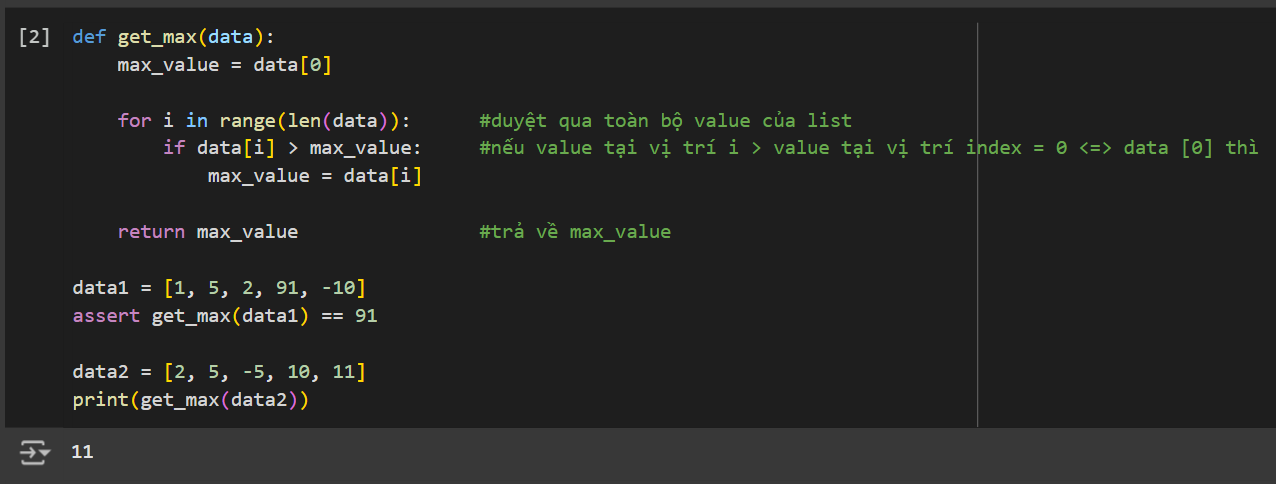 [2] def get_max(data):
max_value = data[0]
for i in range(len(data)): #duyệt qua toàn bộ value của list
if data[i] > max_value: #nếu value tại vị trí i > value tại vị trí index = 0 <=> data [0] thì
max_value = data[i]
return max_value #trả về max_value
data1 = [1, 5, 2, 91, -10]
assert get_max(data1) == 91
data2 = [2, 5, -5, 10, 11]
print(get_max(data2))
11